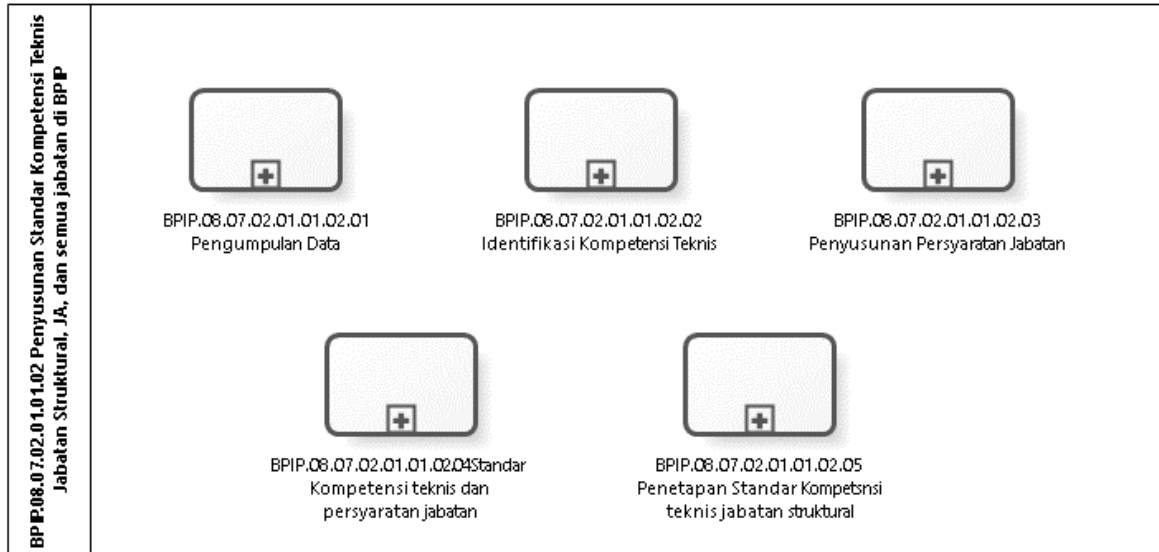 BPIP.08.07.02.01.01.02 Penyusunan Standar Kompetensi Teknis
Jabatan Struktural, JA, dan semua jabatan di BPIP
BPIP.08.07.02.01.01.02.01
Pengumpulan Data
BPIP.08.07.02.01.01.02.02
Identifikasi Kompetensi Teknis
BPIP.08.07.02.01.01.02.03
Penyusunan Persyaratan Jabatan
BPIP.08.07.02.01.01.0204Standar
Kompetensi teknis dan
persyaratan jabatan
BPIP.08.07.02.01.01.02.05
Penetapan Standar Kompetsnsi
teknis jabatan struktural